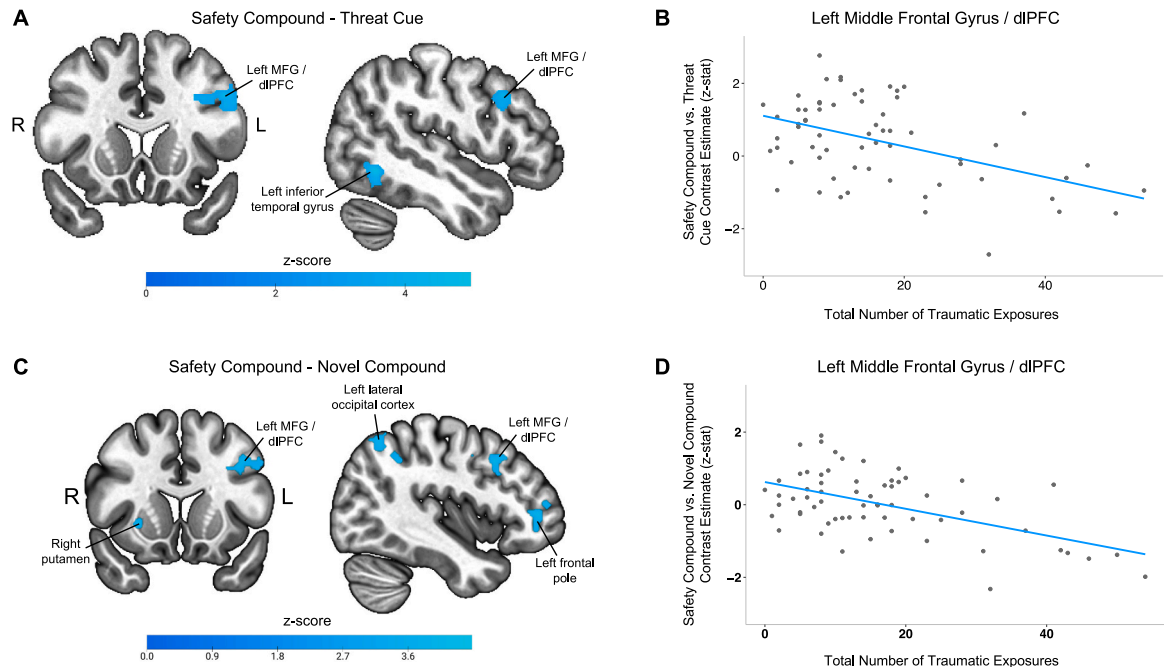 A
Safety Compound - Threat Cue
Left MFG /
dlPFC
Left MFG /
dlPFC
R
L
Left inferior
temporal gyrus
z-score
0
2
4
B
Left Middle Frontal Gyrus / dlPFC
Safety Compound vs. Threat
Cue Contrast Estimate (z-stat)
2
0
−2
0
20
40
Total Number of Traumatic Exposures
C
Safety Compound - Novel Compound
Left lateral
occipital cortex
Left MFG /
dlPFC
Left MFG /
dlPFC
R
L
Right
putamen
Left frontal
pole
z-score
0.0
0.9
1.8
2.7
3.6
D
Left Middle Frontal Gyrus / dlPFC
Safety Compound vs. Novel Compound
Contrast Estimate (z-stat)
2
0
−2
0
20
40
Total Number of Traumatic Exposures